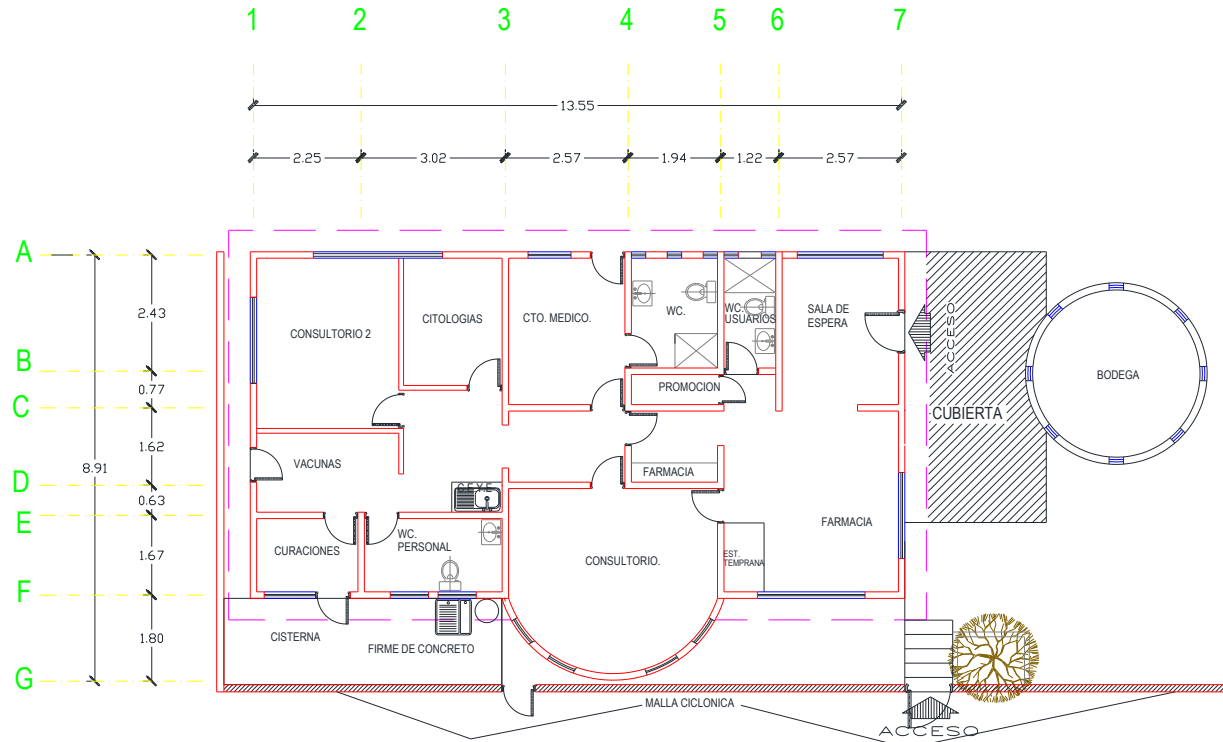 1 2 3 4 5 6 7
13.55
2.25 3.02 2.57 1.94 1.22 2.57
A
B
C
D
E
F
G
8.91
2.43
0.77
1.62
0.63
1.67
1.80
CONSULTORIO 2
CITOLOGIAS
CTO. MEDICO.
WC.
WC.
USUARIOS
SALA DE
ESPERA
ACCESO
BODEGA
PROMOCION
CUBIERTA
VACUNAS
FARMACIA
C.E.Y.E.
CURACIONES
WC.
PERSONAL
CONSULTORIO.
EST.
TEMPRANA
FARMACIA
CISTERNA
FIRME DE CONCRETO
MALLA CICLONICA
ACCESO